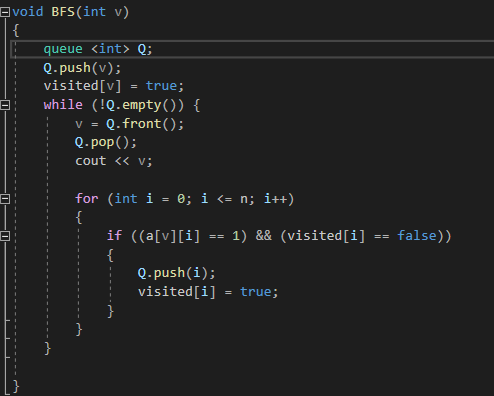 void BFS(int v)
{
    queue <int> Q;
    Q.push(v);
    visited[v] = true;
    while (!Q.empty()) {
        v = Q.front();
        Q.pop();
        cout << v;
        for (int i = 0; i <= n; i++)
        {
            if ((a[v][i] == 1) && (visited[i] == false))
            {
                Q.push(i);
                visited[i] = true;
            }
        }
    }
}